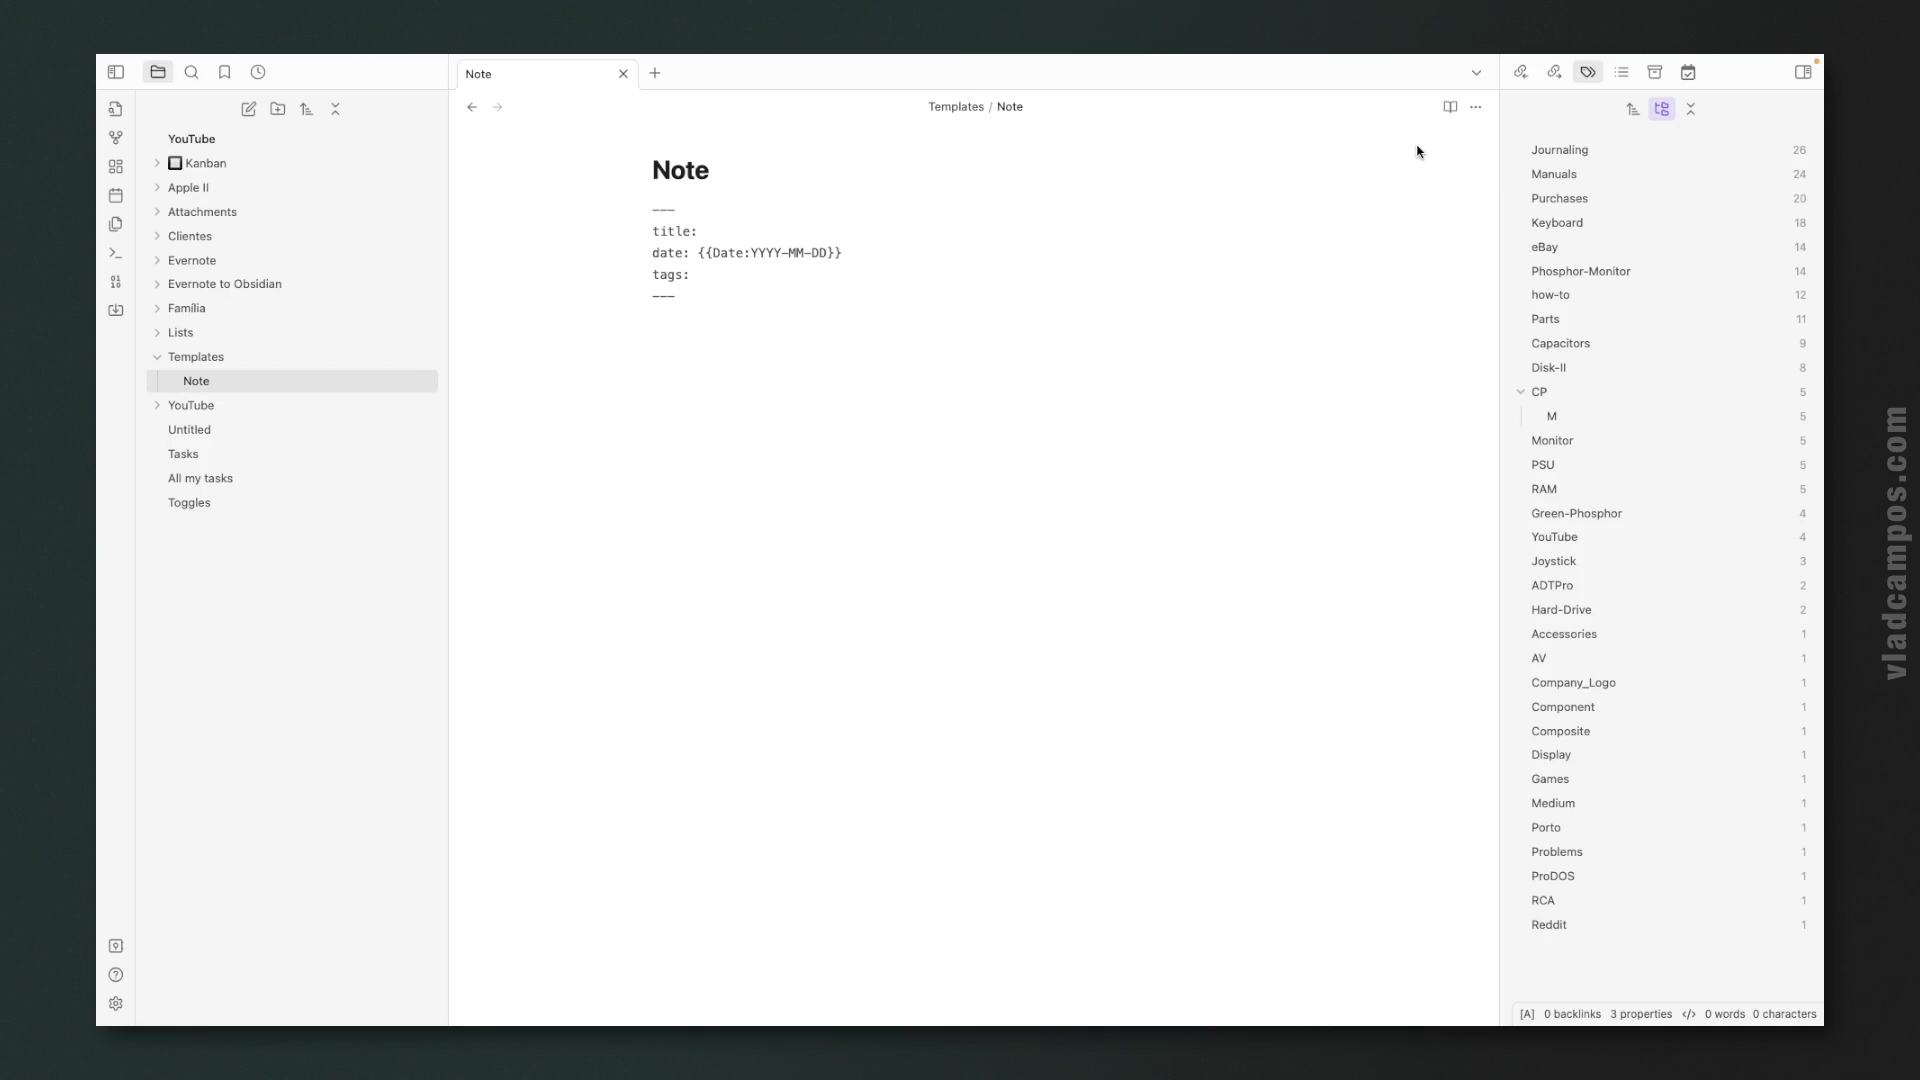 Note
Templates / Note
YouTube
Kanban
Apple II
Attachments
Clientes
Evernote
Evernote to Obsidian
Família
Lists
Templates
Note
YouTube
Untitled
Tasks
All my tasks
Toggles
Note
---
title:
date: {{Date:YYYY-MM-DD}}
tags:
---
Journaling 26
Manuals 24
Purchases 20
Keyboard 18
eBay 14
Phosphor-Monitor 14
how-to 12
Parts 11
Capacitors 9
Disk-II 8
CP 5
M 5
Monitor 5
PSU 5
RAM 5
Green-Phosphor 4
YouTube 4
Joystick 3
ADTPro 2
Hard-Drive 2
Accessories 1
AV 1
Company_Logo 1
Component 1
Composite 1
Display 1
Games 1
Medium 1
Porto 1
Problems 1
ProDOS 1
RCA 1
Reddit 1
[A] 0 backlinks 3 properties </> 0 words 0 characters
vladcampos.com